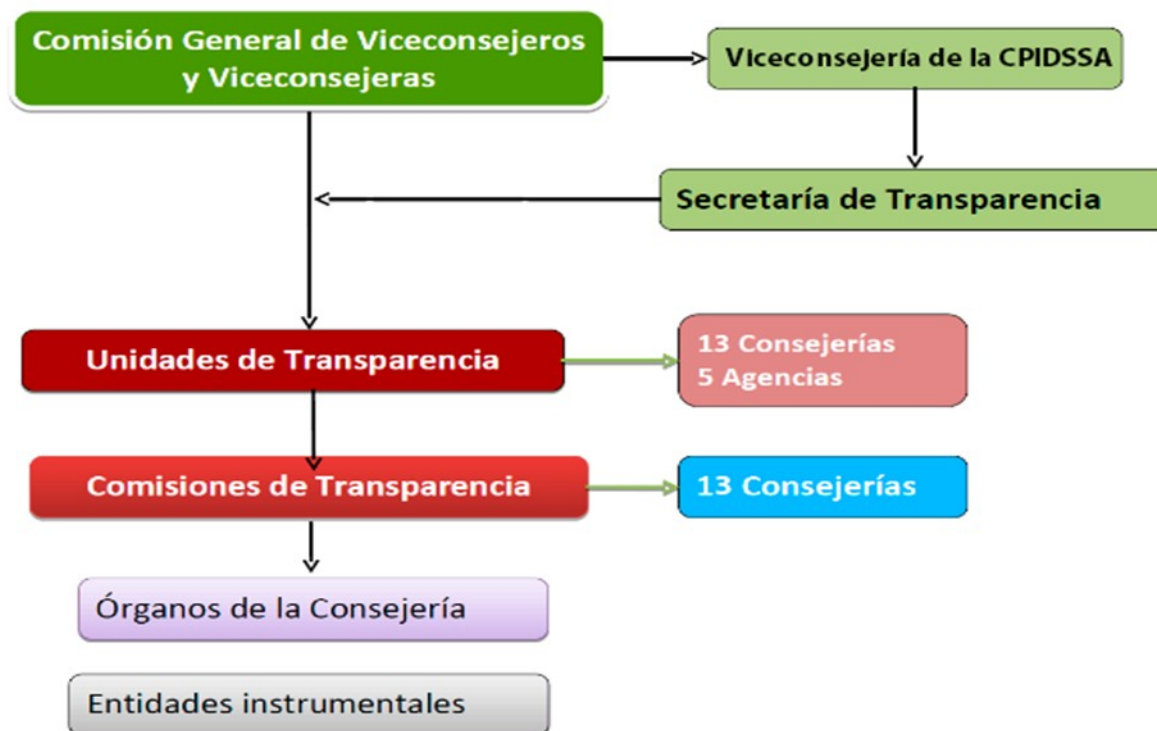 Comisión General de Viceconsejeros
y Viceconsejeras
Viceconsejería de la CPIDSSA
Secretaría de Transparencia
Unidades de Transparencia
13 Consejerías
5 Agencias
Comisiones de Transparencia
13 Consejerías
Órganos de la Consejería
Entidades instrumentales